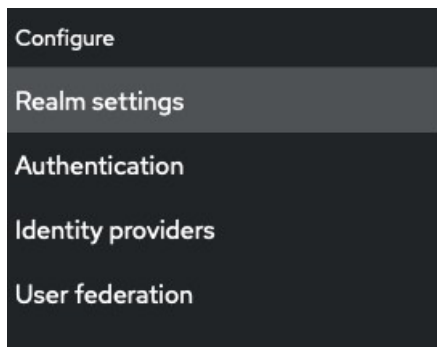 Configure
Realm settings
Authentication
Identity providers
User federation